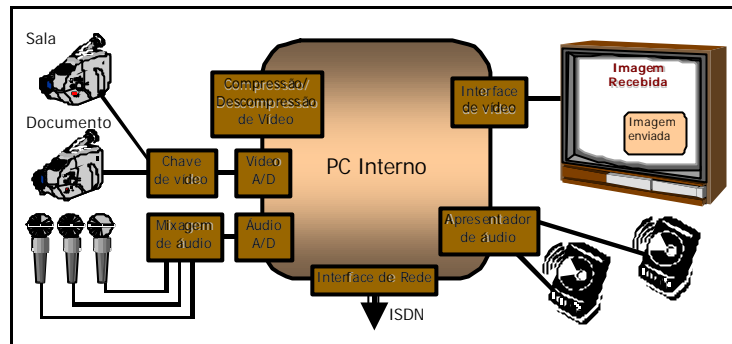 Sala
Documento
Compressão/
Descompressão
de Vídeo
Chave
de vídeo
Vídeo
A/D
Mixagem
de áudio
Áudio
A/D
PC Interno
Interface de Rede
ISDN
Interface
de vídeo
Apresentador
de áudio
Imagem
Recebida
Imagem
enviada